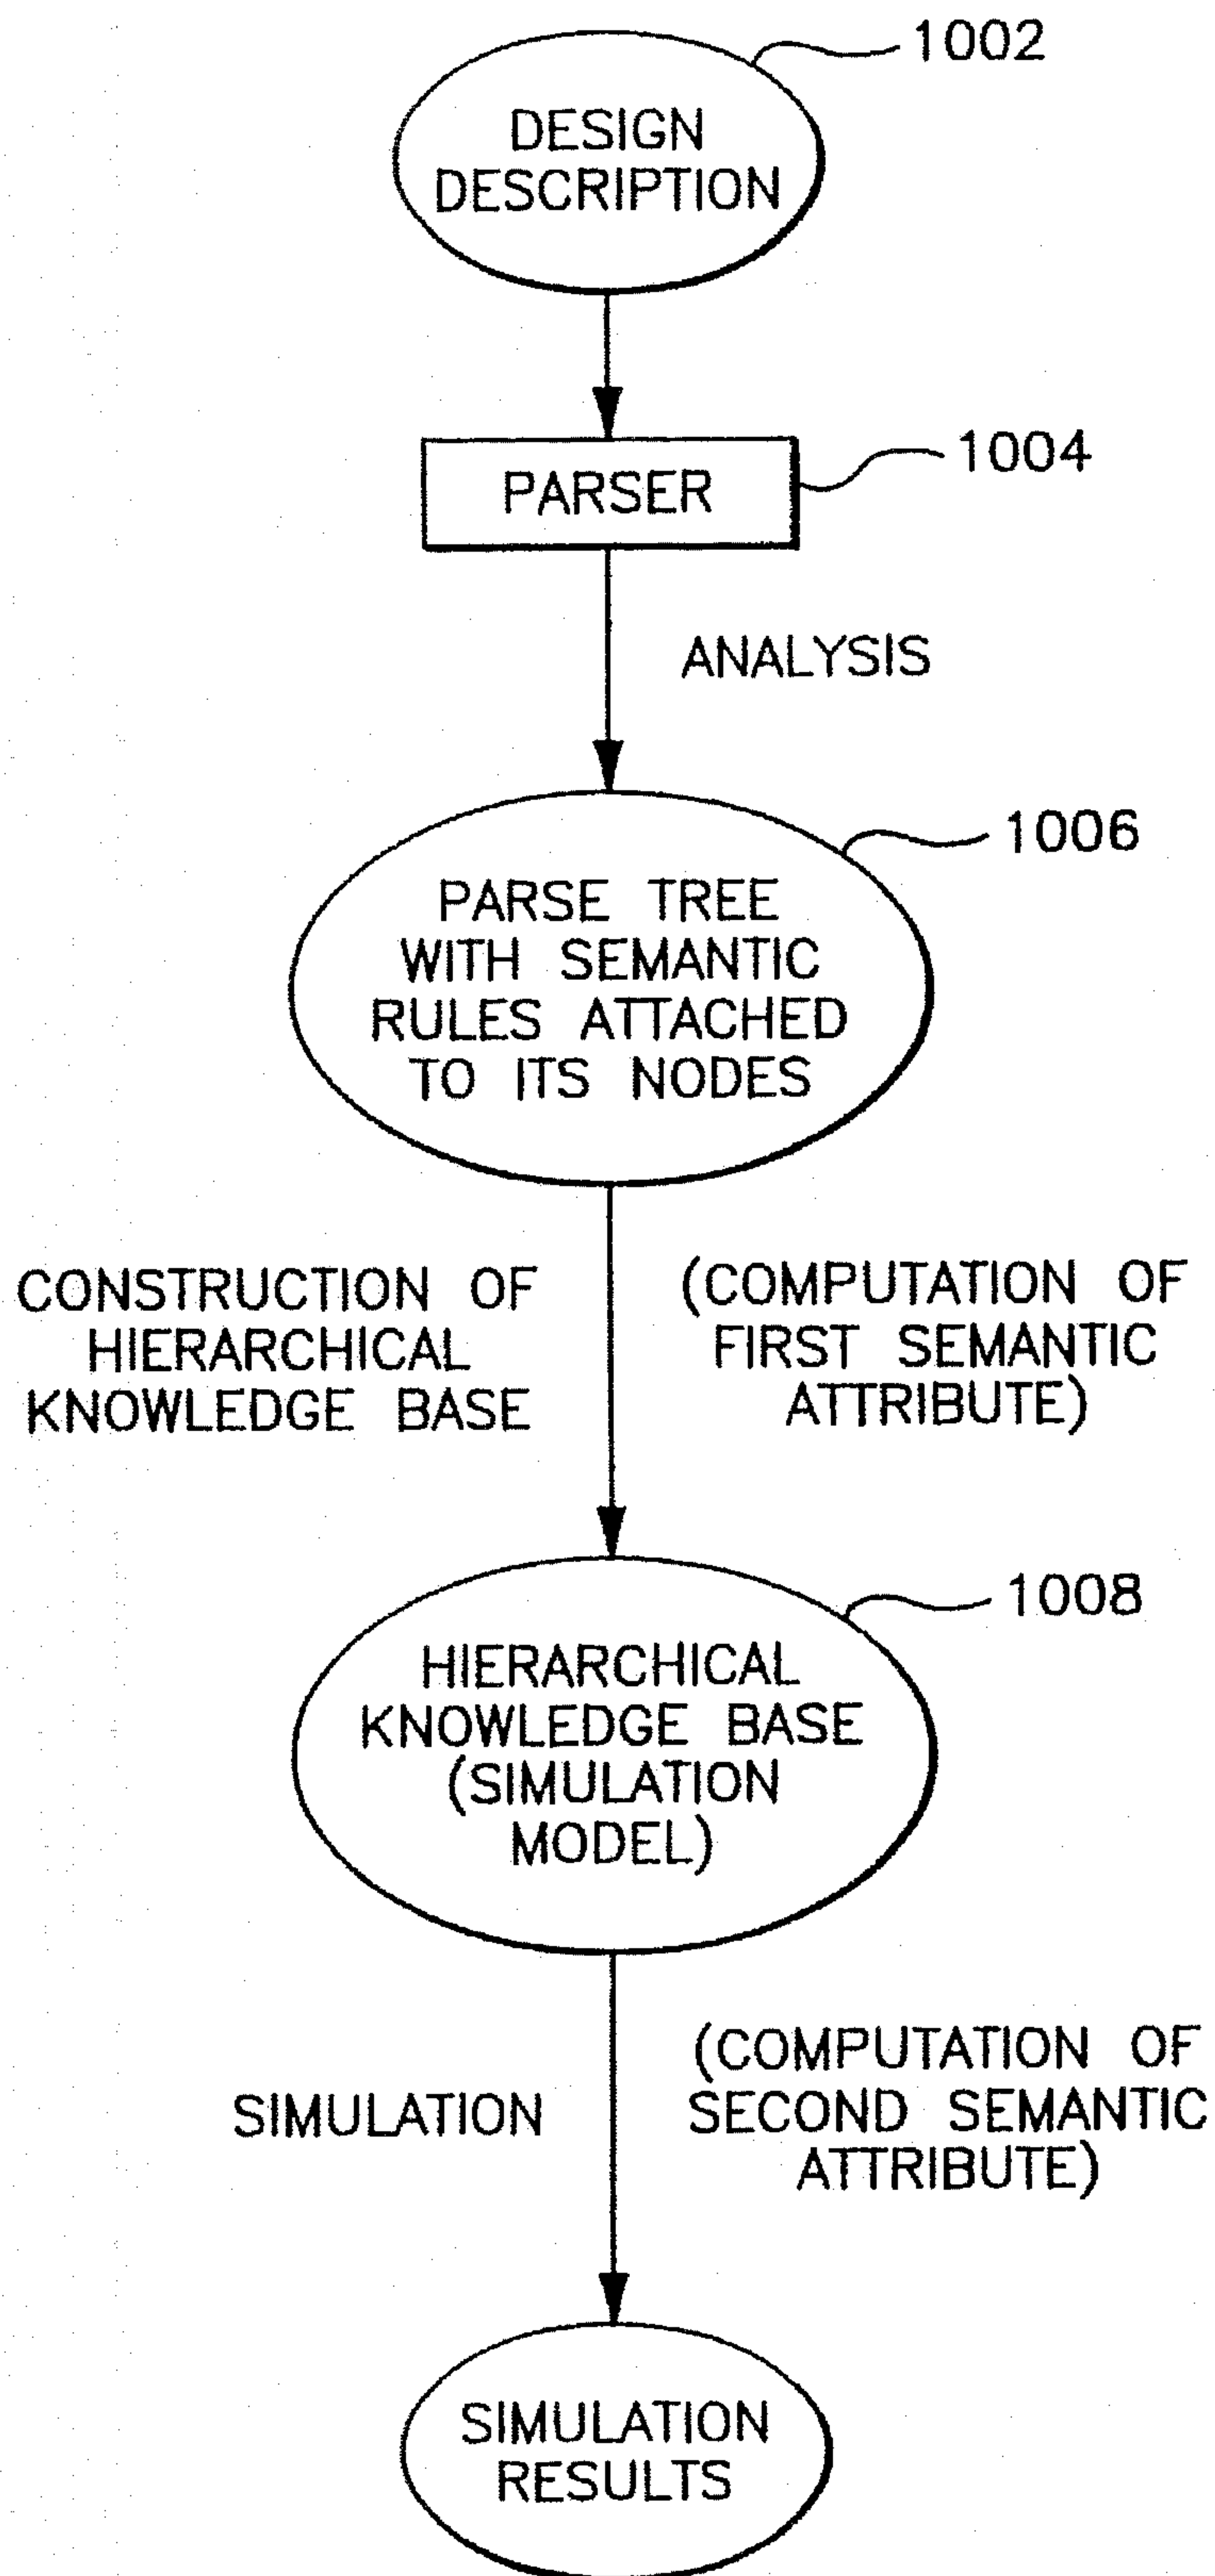 1002
DESIGN
DESCRIPTION
1004
PARSER
ANALYSIS
1006
PARSE TREE
WITH SEMANTIC
RULES ATTACHED
TO ITS NODES
CONSTRUCTION OF
HIERARCHICAL
KNOWLEDGE BASE
(COMPUTATION OF
FIRST SEMANTIC
ATTRIBUTE)
1008
HIERARCHICAL
KNOWLEDGE BASE
(SIMULATION
MODEL)
SIMULATION
(COMPUTATION OF
SECOND SEMANTIC
ATTRIBUTE)
SIMULATION
RESULTS